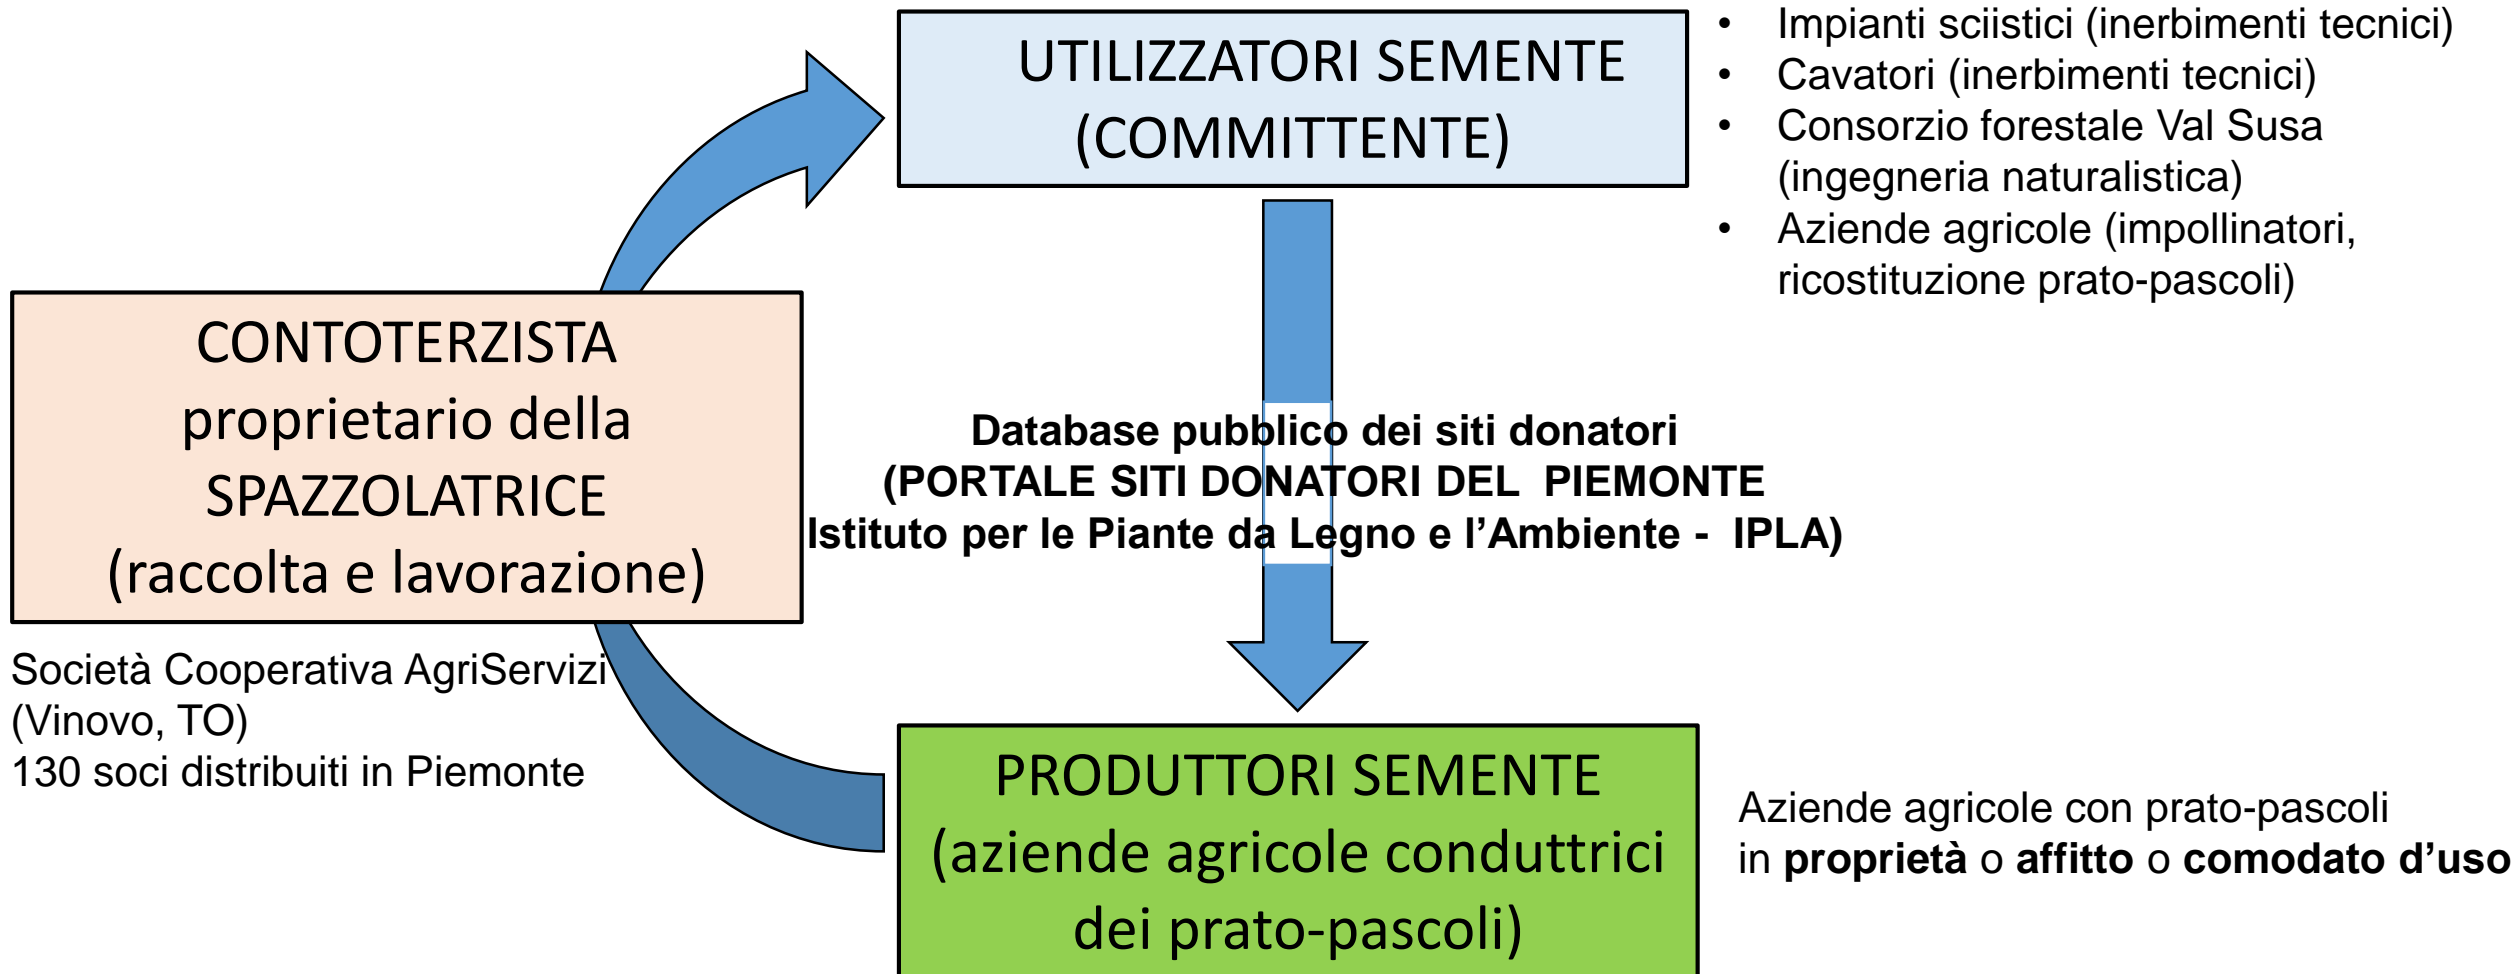 UTILIZZATORI SEMENTE
(COMMITTENTE)
• Impianti sciistici (inerbimenti tecnici)
• Cavatori (inerbimenti tecnici)
• Consorzio forestale Val Susa
(ingegneria naturalistica)
• Aziende agricole (impollinatori,
ricostituzione prato-pascoli)
CONTOTERZISTA
proprietario della
SPAZZOLATRICE
(raccolta e lavorazione)
Database pubblico dei siti donatori
(PORTALE SITI DONATORI DEL PIEMONTE
Istituto per le Piante da Legno e l’Ambiente - IPLA)
Società Cooperativa AgriServizi
(Vinovo, TO)
130 soci distribuiti in Piemonte
PRODUTTORI SEMENTE
(aziende agricole conduttrici
dei prato-pascoli)
Aziende agricole con prato-pascoli
in proprietà o affitto o comodato d’uso